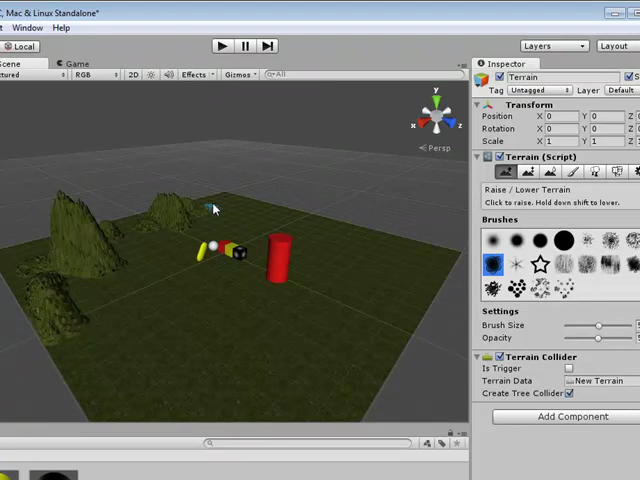 C, Mac & Linux Standalone*
t Window Help
Local
Layers
Layout
Scene
Game
Inspector
tured
RGB
2D
Effects
Gizmos
All
Terrain
S
Tag
Untagged
Layer
Default
Transform
Position X 0 Y 0 Z
Rotation X 0 Y 0 Z
Scale X 1 Y 1 Z
Terrain (Script)
Raise / Lower Terrain
Click to raise. Hold down shift to lower.
Brushes
y
x
z
Persp
Settings
Brush Size
Opacity
Terrain Collider
Is Trigger
Terrain Data
New Terrain
Create Tree Collider
Add Component